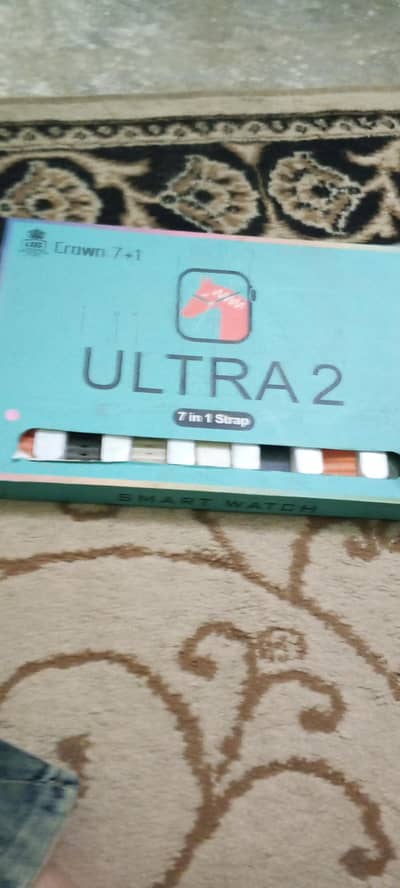 Crown 7+1
ULTRA 2
7 in 1 Strap
SMART WATCH